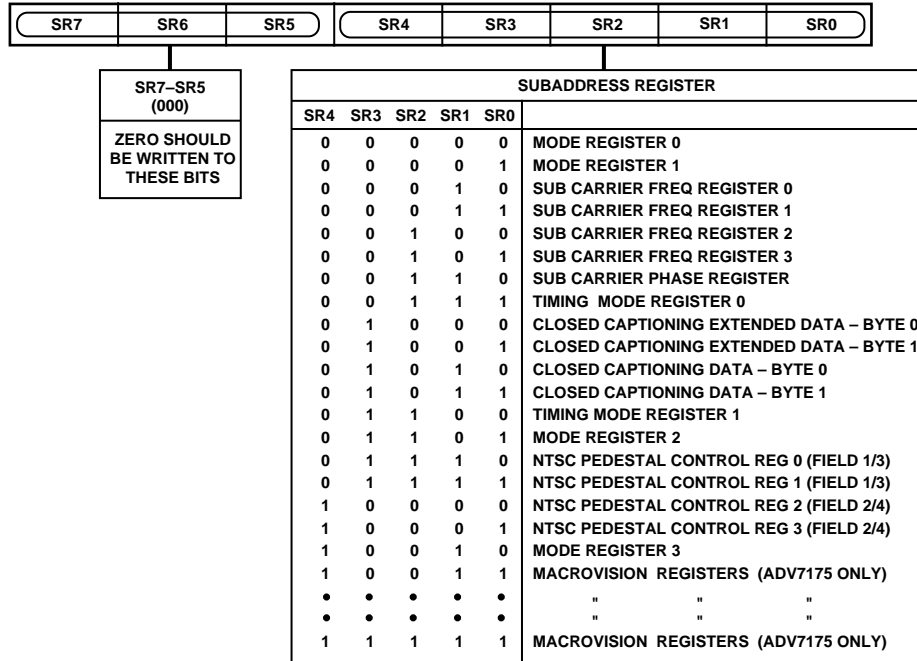 SR7 SR6 SR5 SR4 SR3 SR2 SR1 SR0
SR7–SR5
(000)
ZERO SHOULD
BE WRITTEN TO
THESE BITS
SUBADDRESS REGISTER
SR4 SR3 SR2 SR1 SR0
0 0 0 0 0 MODE REGISTER 0
0 0 0 0 1 MODE REGISTER 1
0 0 0 1 0 SUB CARRIER FREQ REGISTER 0
0 0 0 1 1 SUB CARRIER FREQ REGISTER 1
0 0 1 0 0 SUB CARRIER FREQ REGISTER 2
0 0 1 0 1 SUB CARRIER FREQ REGISTER 3
0 0 1 1 0 SUB CARRIER PHASE REGISTER
0 0 1 1 1 TIMING MODE REGISTER 0
0 1 0 0 0 CLOSED CAPTIONING EXTENDED DATA – BYTE 0
0 1 0 0 1 CLOSED CAPTIONING EXTENDED DATA – BYTE 1
0 1 0 1 0 CLOSED CAPTIONING DATA – BYTE 0
0 1 0 1 1 CLOSED CAPTIONING DATA – BYTE 1
0 1 1 0 0 TIMING MODE REGISTER 1
0 1 1 0 1 MODE REGISTER 2
0 1 1 1 0 NTSC PEDESTAL CONTROL REG 0 (FIELD 1/3)
0 1 1 1 1 NTSC PEDESTAL CONTROL REG 1 (FIELD 1/3)
1 0 0 0 0 NTSC PEDESTAL CONTROL REG 2 (FIELD 2/4)
1 0 0 0 1 NTSC PEDESTAL CONTROL REG 3 (FIELD 2/4)
1 0 0 1 0 MODE REGISTER 3
1 0 0 1 1 MACROVISION REGISTERS (ADV7175 ONLY)
• • • • • " " "
• • • • • " " "
1 1 1 1 1 MACROVISION REGISTERS (ADV7175 ONLY)